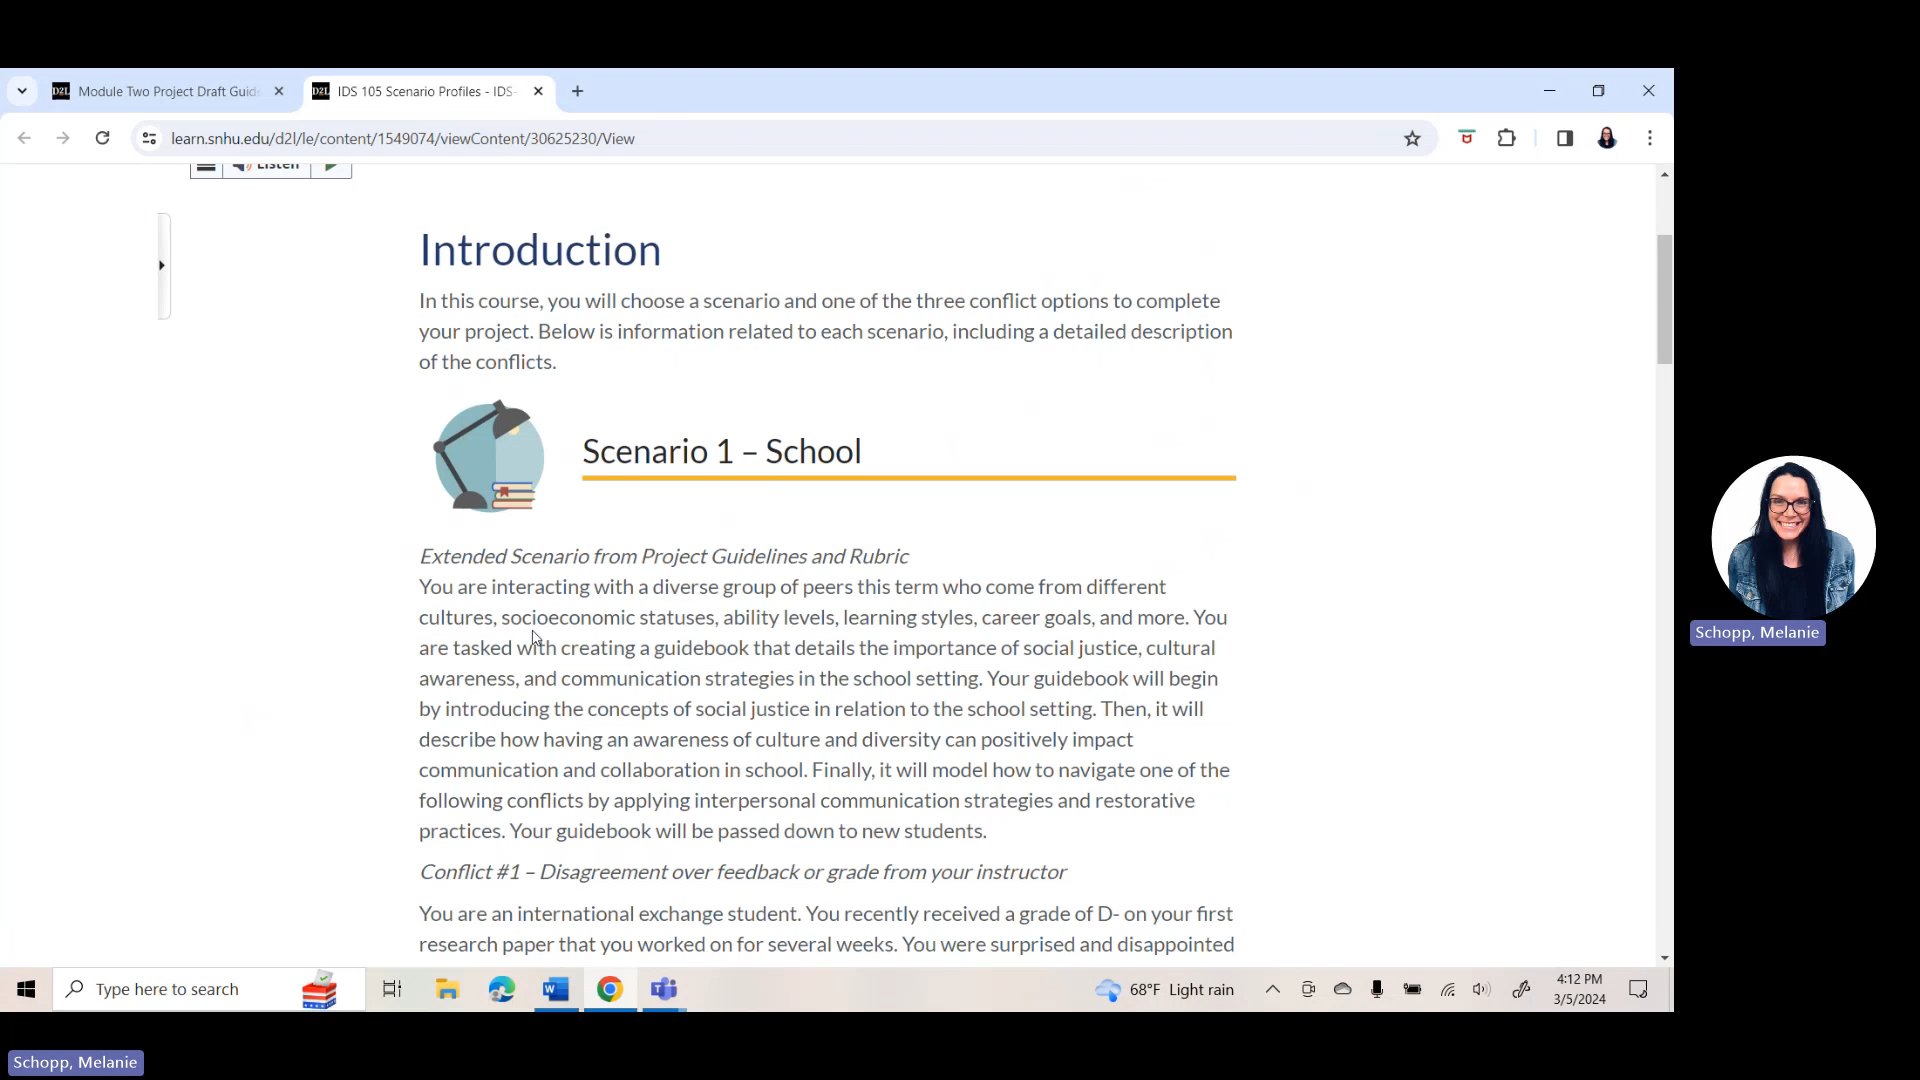 Module Two Project Draft Guid
IDS 105 Scenario Profiles - IDS-
learn.snhu.edu/d2l/le/content/1549074/viewContent/30625230/View
Listen
Introduction
In this course, you will choose a scenario and one of the three conflict options to complete
your project. Below is information related to each scenario, including a detailed description
of the conflicts.
Scenario 1 – School
Extended Scenario from Project Guidelines and Rubric
You are interacting with a diverse group of peers this term who come from different
cultures, socioeconomic statuses, ability levels, learning styles, career goals, and more. You
are tasked with creating a guidebook that details the importance of social justice, cultural
awareness, and communication strategies in the school setting. Your guidebook will begin
by introducing the concepts of social justice in relation to the school setting. Then, it will
describe how having an awareness of culture and diversity can positively impact
communication and collaboration in school. Finally, it will model how to navigate one of the
following conflicts by applying interpersonal communication strategies and restorative
practices. Your guidebook will be passed down to new students.
Conflict #1 – Disagreement over feedback or grade from your instructor
You are an international exchange student. You recently received a grade of D- on your first
research paper that you worked on for several weeks. You were surprised and disappointed
Type here to search
68°F Light rain
4:12 PM
3/5/2024
Schopp, Melanie
Schopp, Melanie